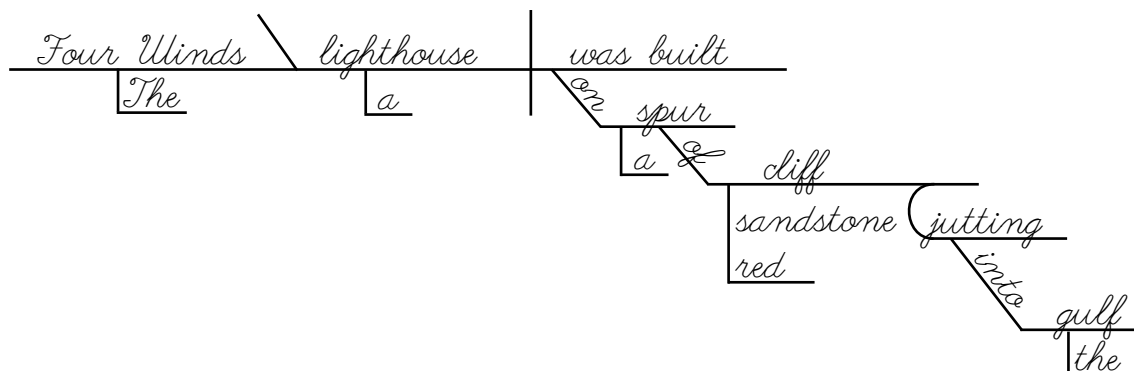 Four Winds lighthouse was built
The a
on
spur
a of
cliff
sandstone jutting
red into
gulf
the